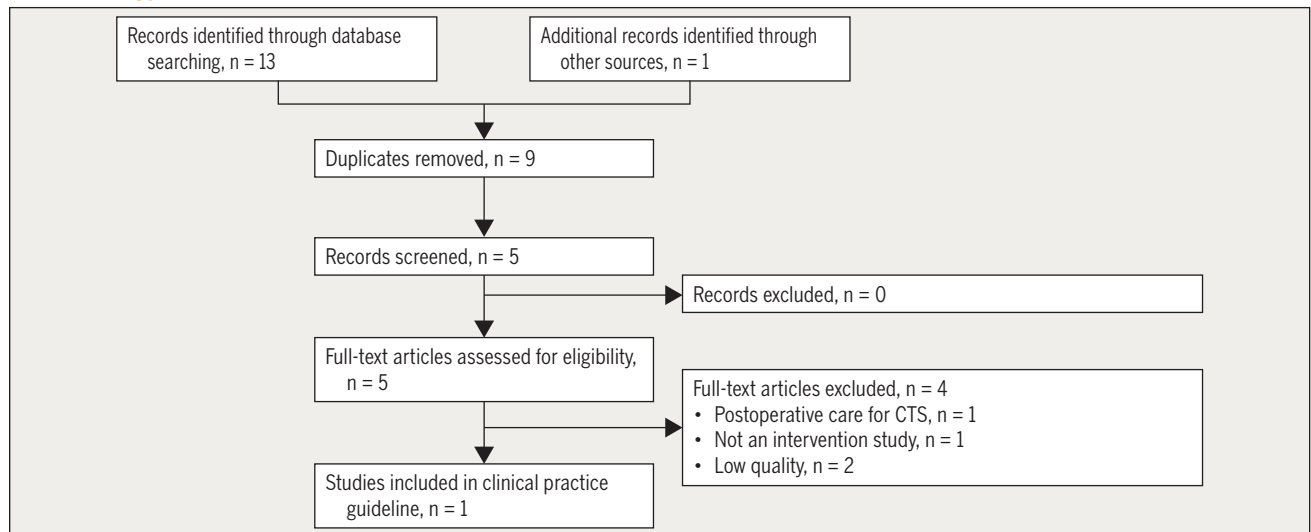 Records identified through database
searching, n = 13
Additional records identified through
other sources, n = 1
Duplicates removed, n = 9
Records screened, n = 5
Records excluded, n = 0
Full-text articles assessed for eligibility,
n = 5
Full-text articles excluded, n = 4
• Postoperative care for CTS, n = 1
• Not an intervention study, n = 1
• Low quality, n = 2
Studies included in clinical practice
guideline, n = 1